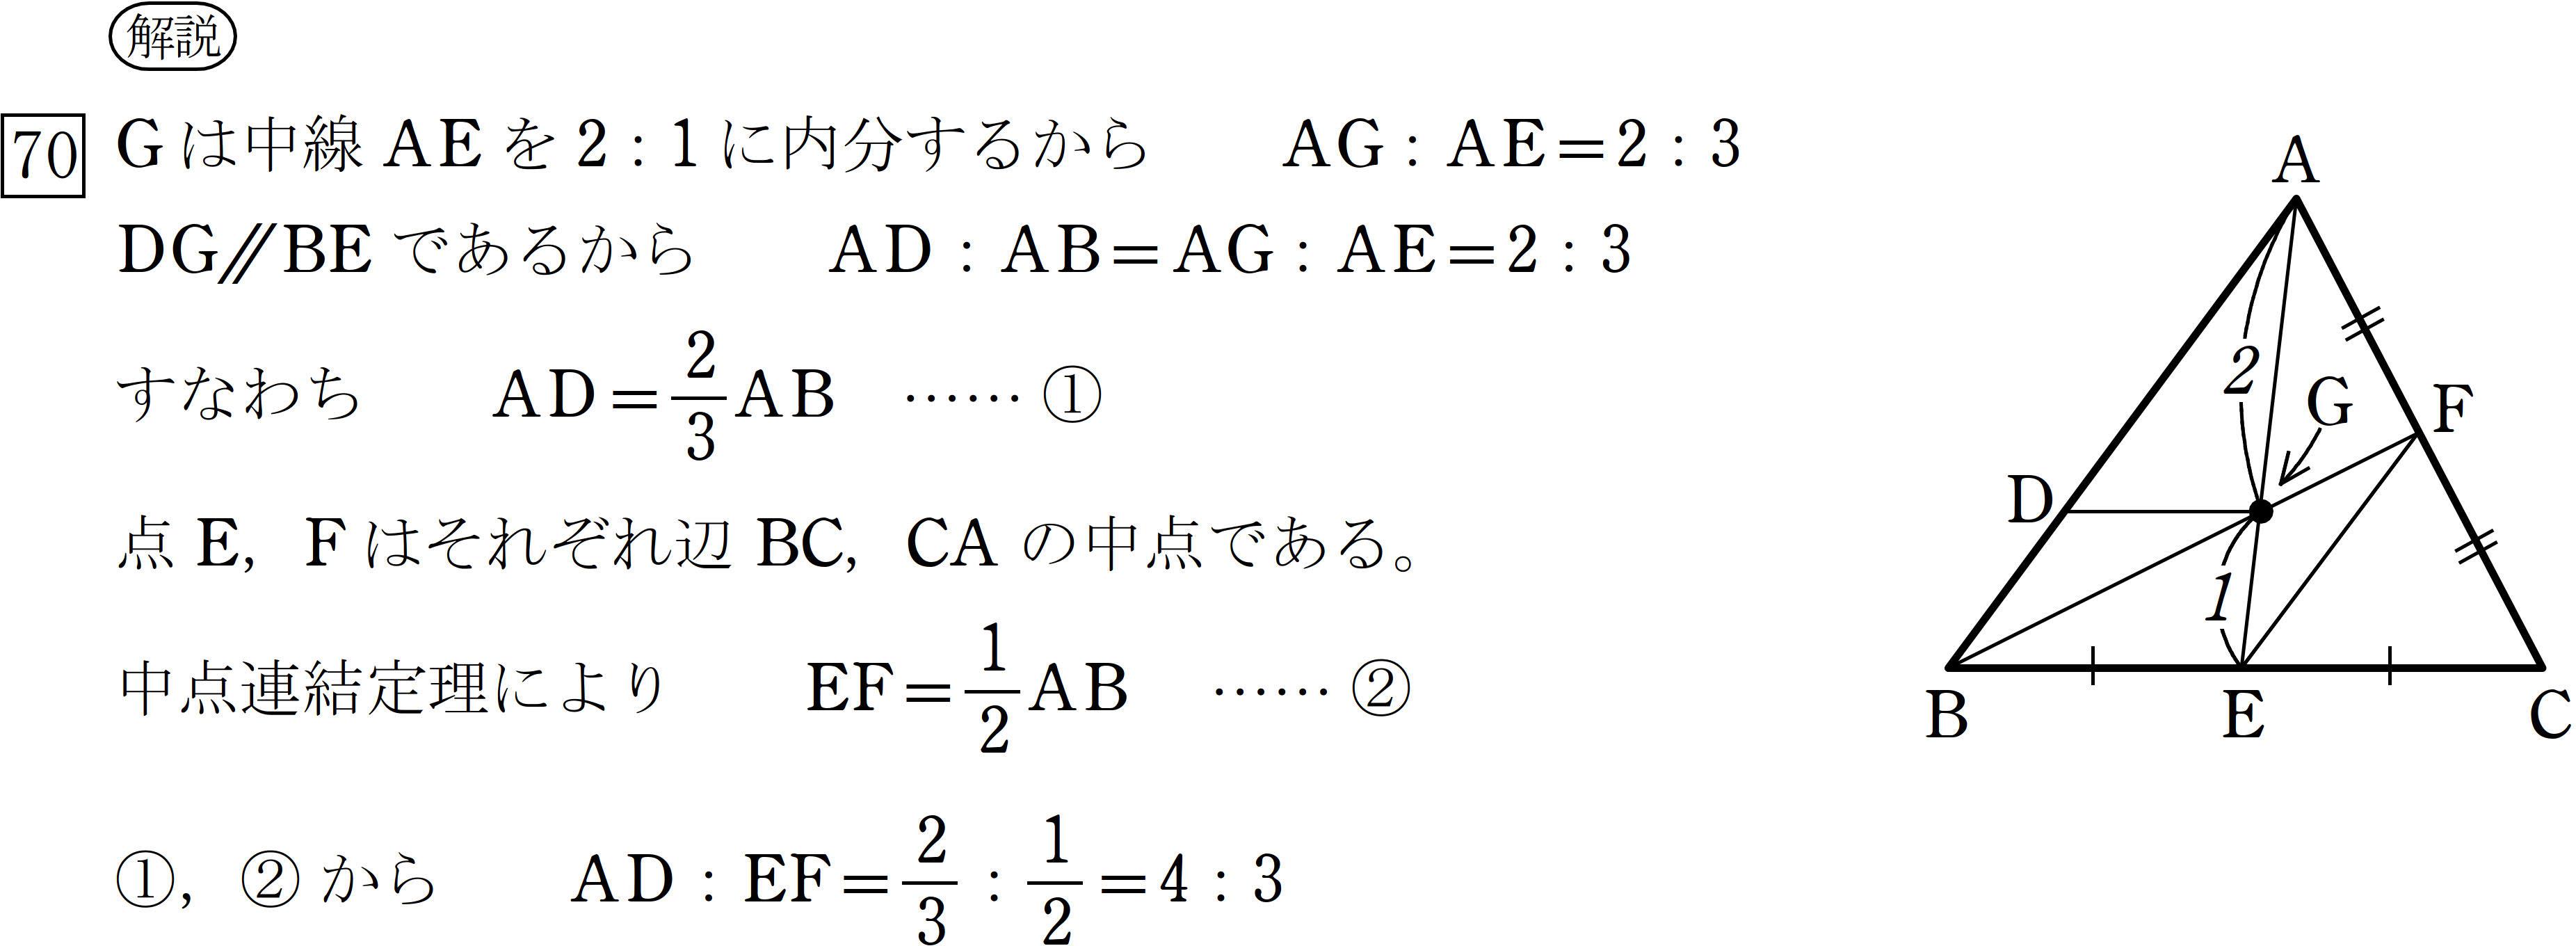 解説
70 Gは中線AEを2:1に内分するから AG:AE=2:3
DG//BEであるから AD:AB=AG:AE=2:3
すなわち AD=2/3AB ……①
点E, Fはそれぞれ辺BC, CAの中点である。
中点連結定理により EF=1/2AB ……②
①, ②から AD:EF=2/3:1/2=4:3
A
2
G
F
D
1
B
E
C